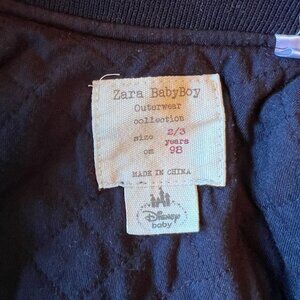 Zara BabyBoy
Outerwear
collection
size 2/3
years
cm 98
MADE IN CHINA
Disney
baby